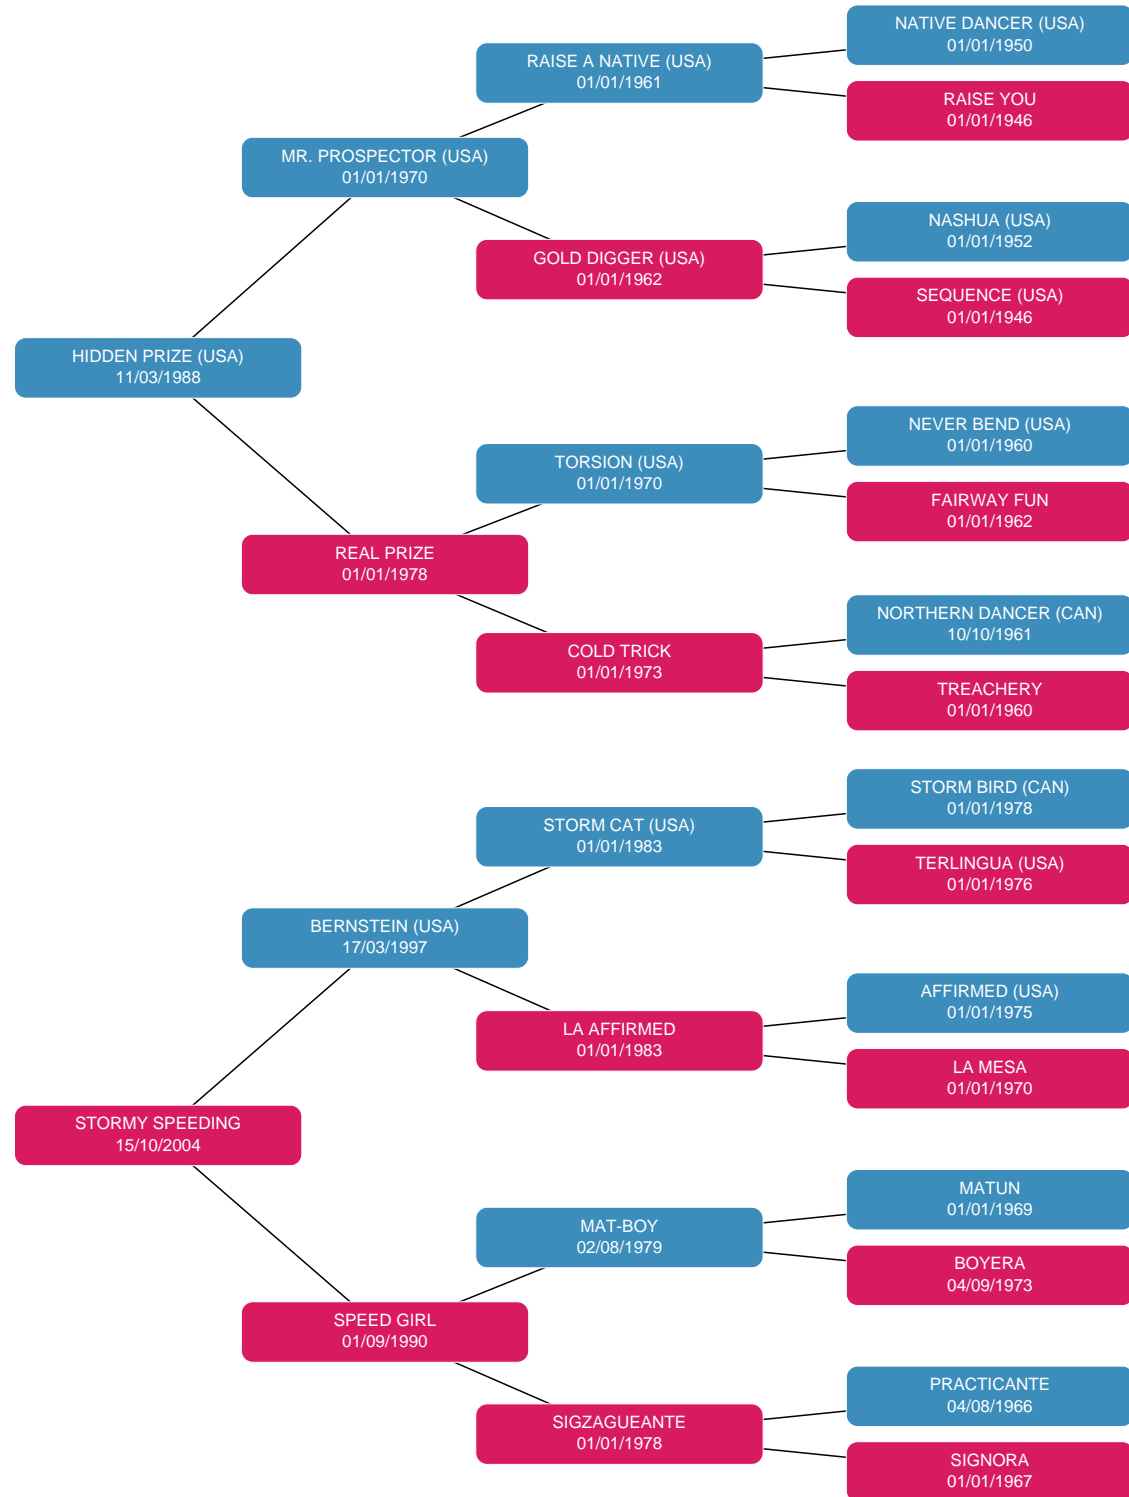 NATIVE DANCER (USA)
01/01/1950
RAISE A NATIVE (USA)
01/01/1961
RAISE YOU
01/01/1946
MR. PROSPECTOR (USA)
01/01/1970
NASHUA (USA)
01/01/1952
GOLD DIGGER (USA)
01/01/1962
SEQUENCE (USA)
01/01/1946
HIDDEN PRIZE (USA)
11/03/1988
NEVER BEND (USA)
01/01/1960
TORSION (USA)
01/01/1970
FAIRWAY FUN
01/01/1962
REAL PRIZE
01/01/1978
NORTHERN DANCER (CAN)
10/10/1961
COLD TRICK
01/01/1973
TREACHERY
01/01/1960
STORM BIRD (CAN)
01/01/1978
STORM CAT (USA)
01/01/1983
TERLINGUA (USA)
01/01/1976
BERNSTEIN (USA)
17/03/1997
AFFIRMED (USA)
01/01/1975
LA AFFIRMED
01/01/1983
LA MESA
01/01/1970
STORMY SPEEDING
15/10/2004
MATUN
01/01/1969
MAT-BOY
02/08/1979
BOYERA
04/09/1973
SPEED GIRL
01/09/1990
PRACTICANTE
04/08/1966
SIGZAGUEANTE
01/01/1978
SIGNORA
01/01/1967